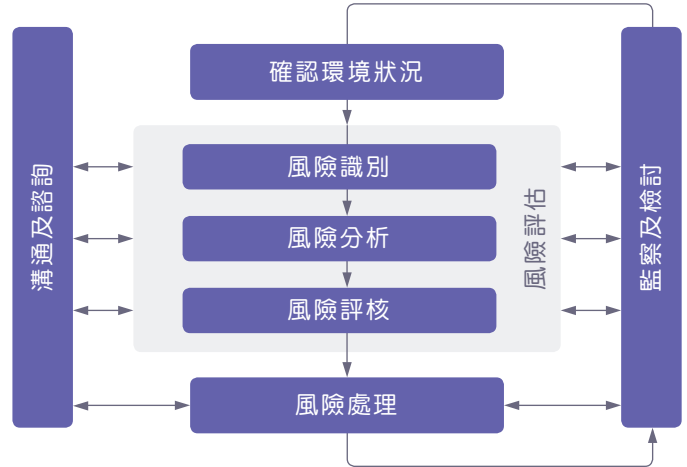 確認環境狀況
溝通及諮詢
風險識別
風險分析
風險評核
風險評估
監察及檢討
風險處理